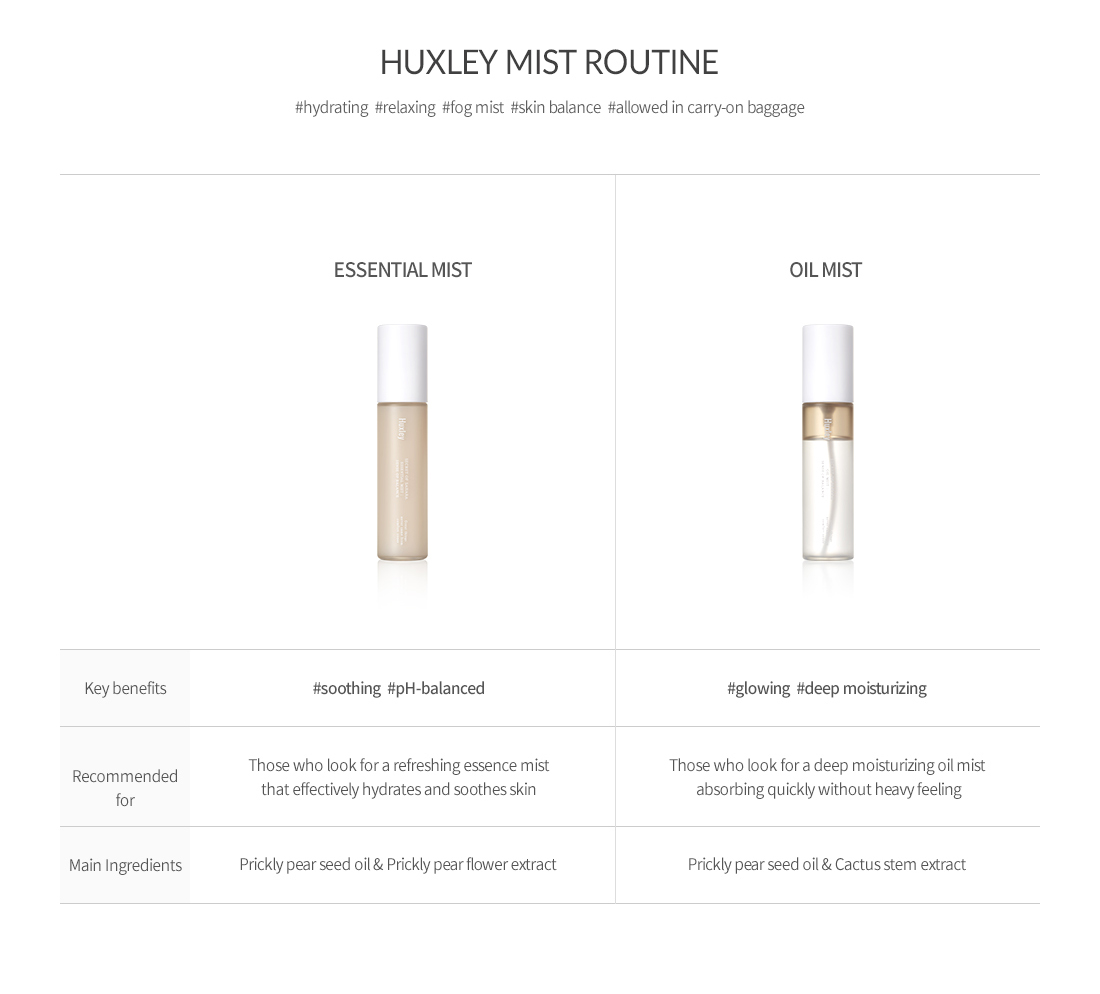 HUXLEY MIST ROUTINE
#hydrating #relaxing #fog mist #skin balance #allowed in carry-on baggage
ESSENTIAL MIST
OIL MIST
Huxley
Huxley
Key benefits
#soothing #pH-balanced
#glowing #deep moisturizing
Recommended
for
Those who look for a refreshing essence mist
that effectively hydrates and soothes skin
Those who look for a deep moisturizing oil mist
absorbing quickly without heavy feeling
Main Ingredients
Prickly pear seed oil & Prickly pear flower extract
Prickly pear seed oil & Cactus stem extract